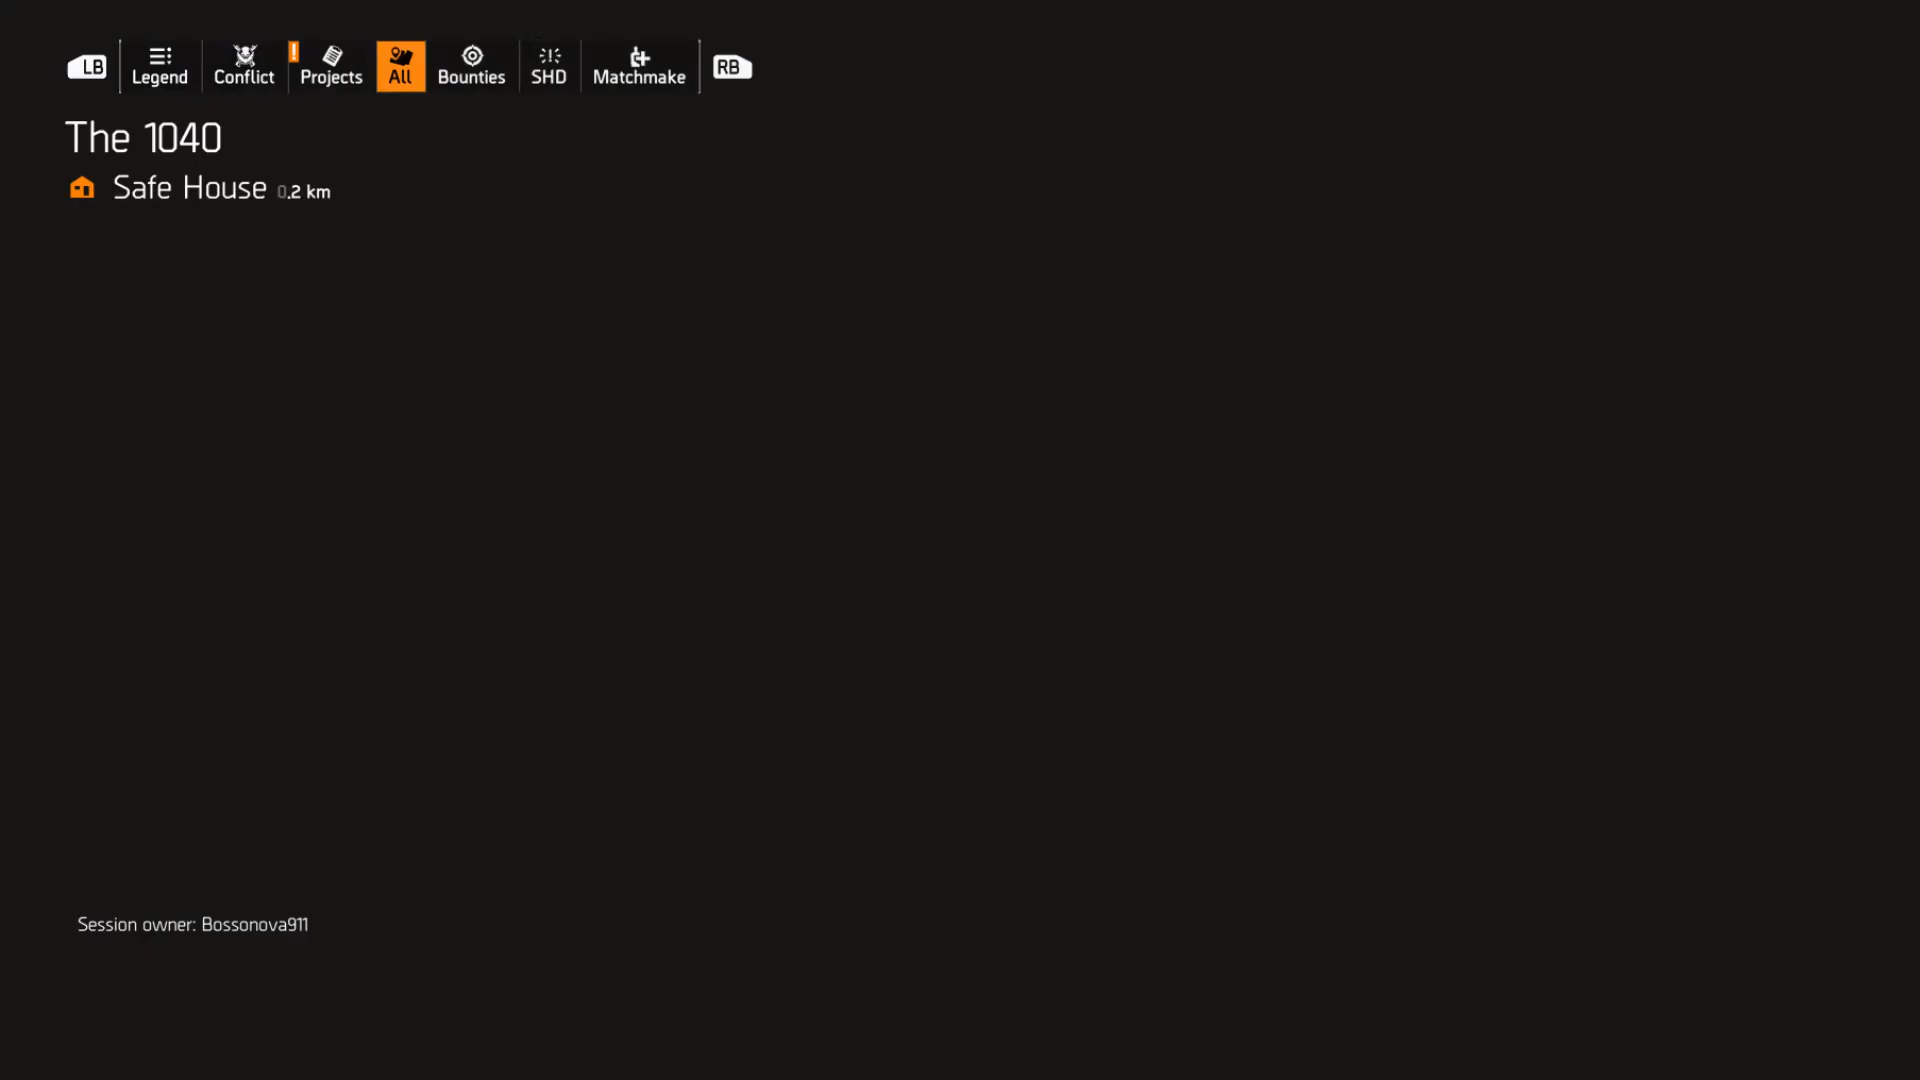 LB Legend Conflict ! Projects All Bounties SHD Matchmake RB
The 1040
Safe House 0.2 km
Session owner: Bossonova911